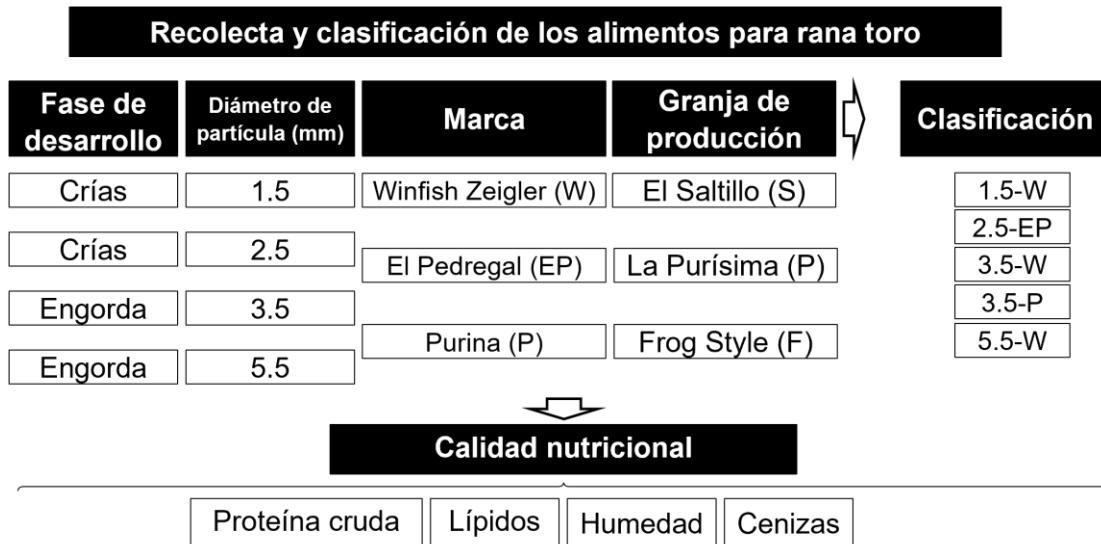 Recolecta y clasificación de los alimentos para rana toro
Fase de
desarrollo
Diámetro de
partícula (mm)
Marca
Granja de
producción
Clasificación
Crías
1.5
Winfish Zeigler (W)
El Saltillo (S)
1.5-W
Crías
2.5
El Pedregal (EP)
La Purísima (P)
2.5-EP
3.5-W
Engorda
3.5
3.5-P
Engorda
5.5
Purina (P)
Frog Style (F)
5.5-W
Calidad nutricional
Proteína cruda
Lípidos
Humedad
Cenizas